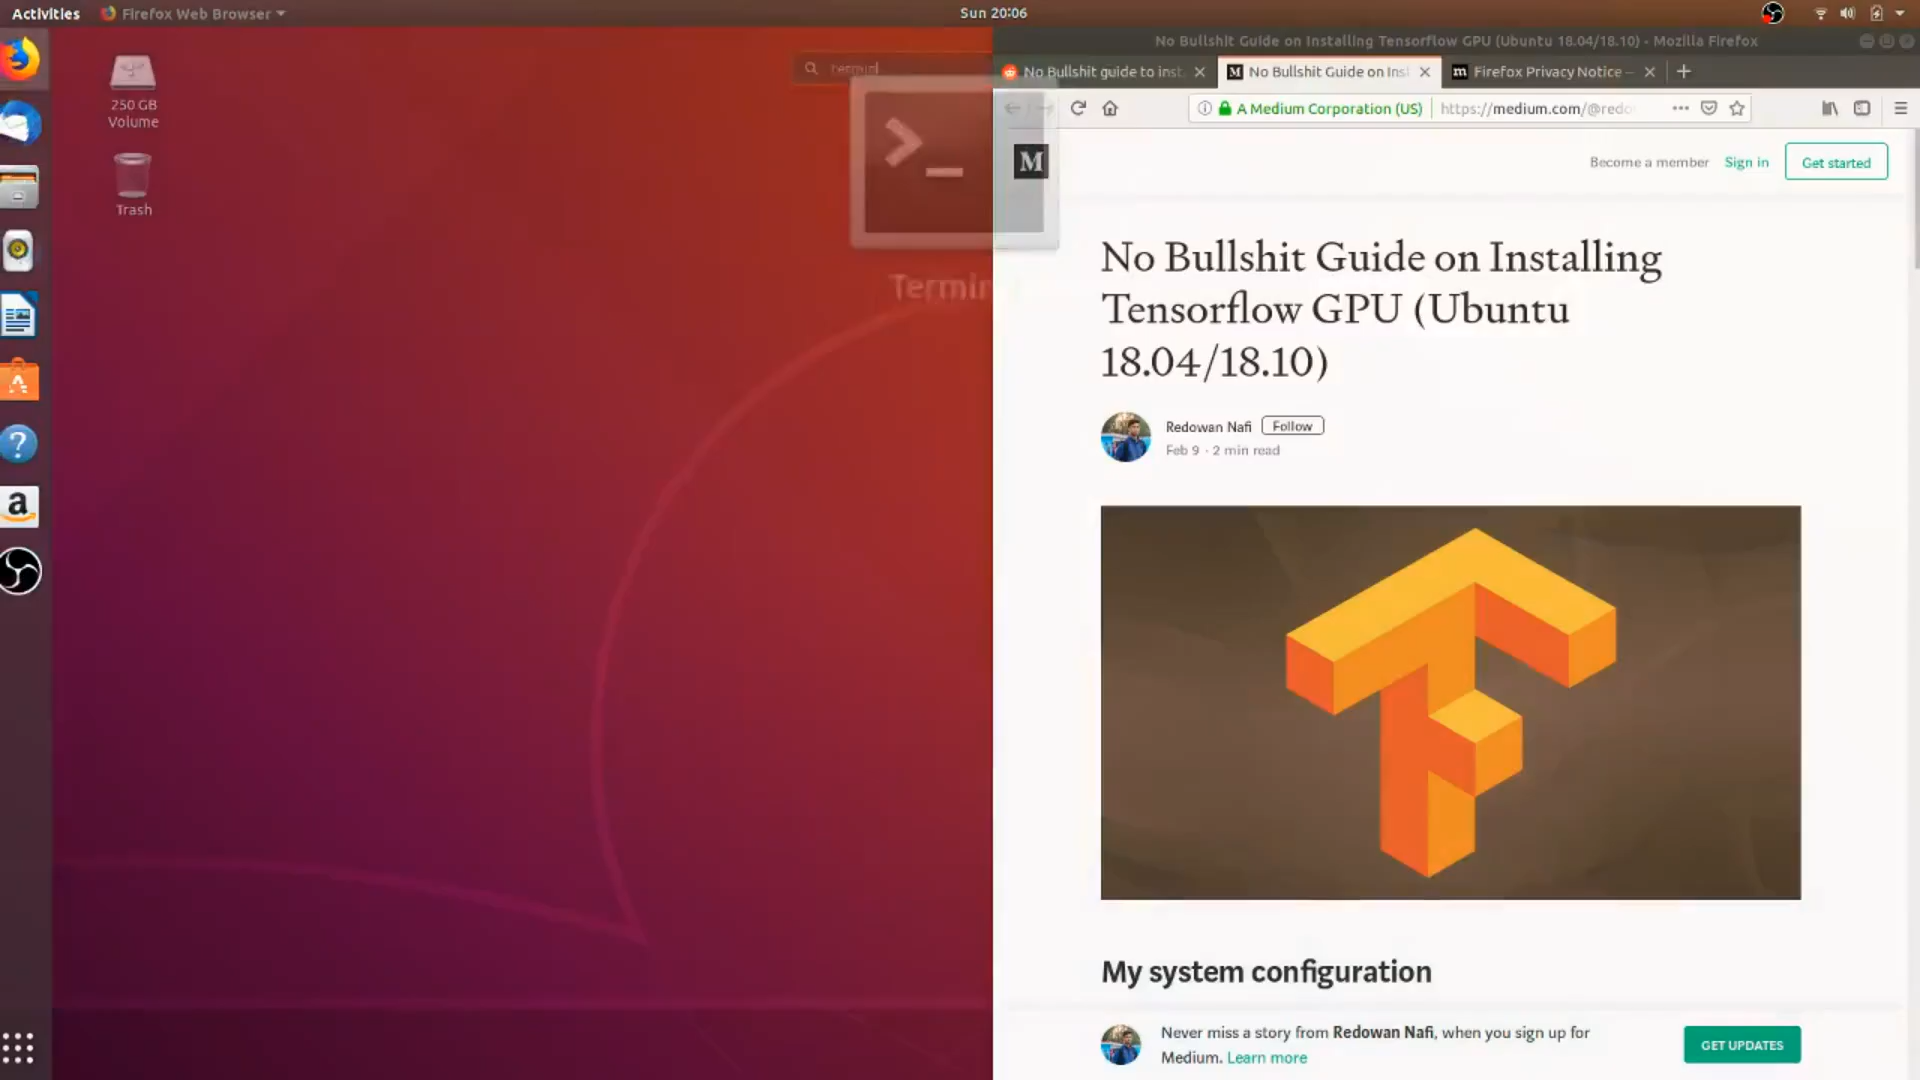 Activities
Firefox Web Browser
Sun 20:06
250 GB
Volume
Trash
No Bullshit Guide on Installing Tensorflow GPU (Ubuntu 18.04/18.10) - Mozilla Firefox
No Bullshit guide to inst
No Bullshit Guide on Ins
Firefox Privacy Notice —
A Medium Corporation (US)
https://medium.com/@redo
M
Become a member
Sign in
Get started
Termin
No Bullshit Guide on Installing
Tensorflow GPU (Ubuntu
18.04/18.10)
Redowan Nafi
Follow
Feb 9 · 2 min read
My system configuration
Never miss a story from Redowan Nafi, when you sign up for
Medium. Learn more
GET UPDATES